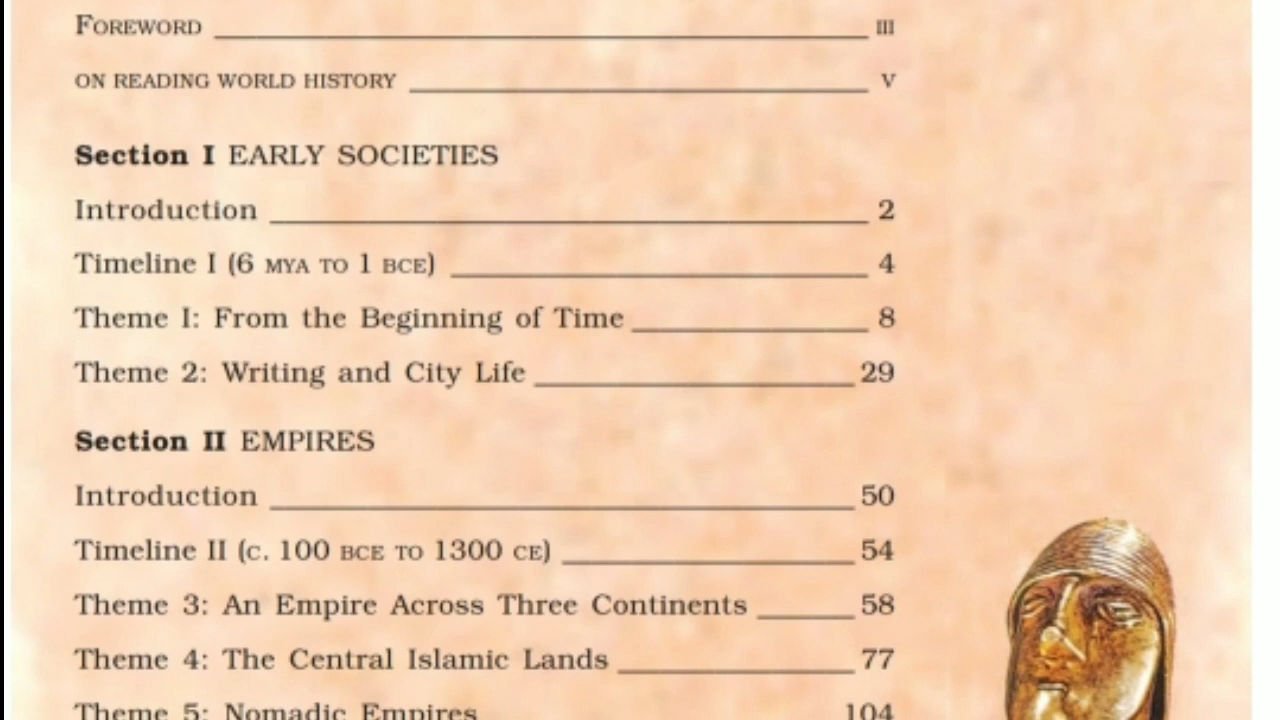 FOREWORD III
ON READING WORLD HISTORY V
Section I EARLY SOCIETIES
Introduction 2
Timeline I (6 MYA TO 1 BCE) 4
Theme I: From the Beginning of Time 8
Theme 2: Writing and City Life 29
Section II EMPIRES
Introduction 50
Timeline II (C. 100 BCE TO 1300 CE) 54
Theme 3: An Empire Across Three Continents 58
Theme 4: The Central Islamic Lands 77
Theme 5: Nomadic Empires 104